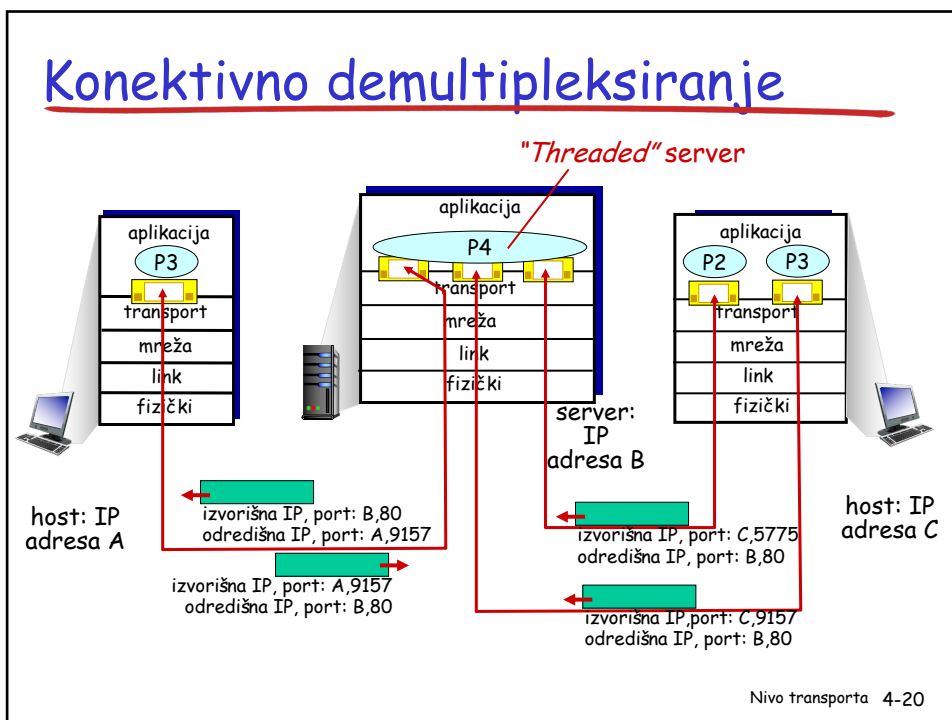 Konektivno demultipleksiranje
"Threaded" server
aplikacija
P3
transport
mreža
link
fizički
aplikacija
P4
transport
mreža
link
fizički
aplikacija
P2
P3
transport
mreža
link
fizički
server:
IP
adresa B
host: IP
adresa A
host: IP
adresa C
izvorišna IP, port: B,80
odredišna IP, port: A,9157
izvorišna IP, port: A,9157
odredišna IP, port: B,80
izvorišna IP, port: C,5775
odredišna IP, port: B,80
izvorišna IP,port: C,9157
odredišna IP, port: B,80
Nivo transporta 4-20